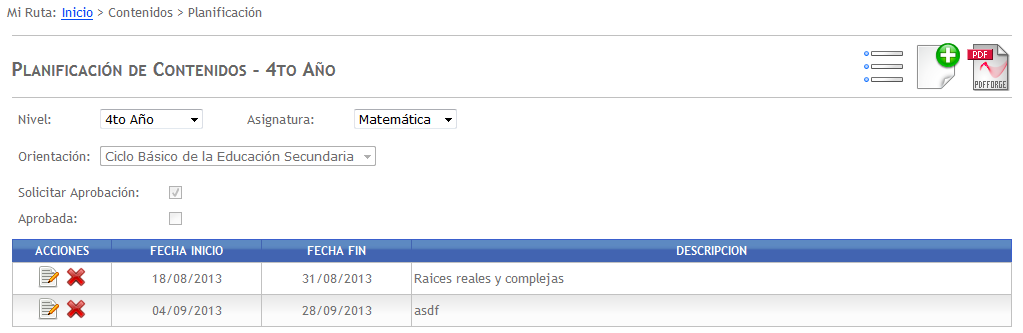 Mi Ruta: Inicio > Contenidos > Planificación
Planificación de Contenidos - 4to Año
PDF
PDFFORGE
Nivel: 4to Año Asignatura: Matemática
Orientación: Ciclo Básico de la Educación Secundaria
Solicitar Aprobación:
Aprobada:
ACCIONES FECHA INICIO FECHA FIN DESCRIPCION
18/08/2013 31/08/2013 Raices reales y complejas
04/09/2013 28/09/2013 asdf